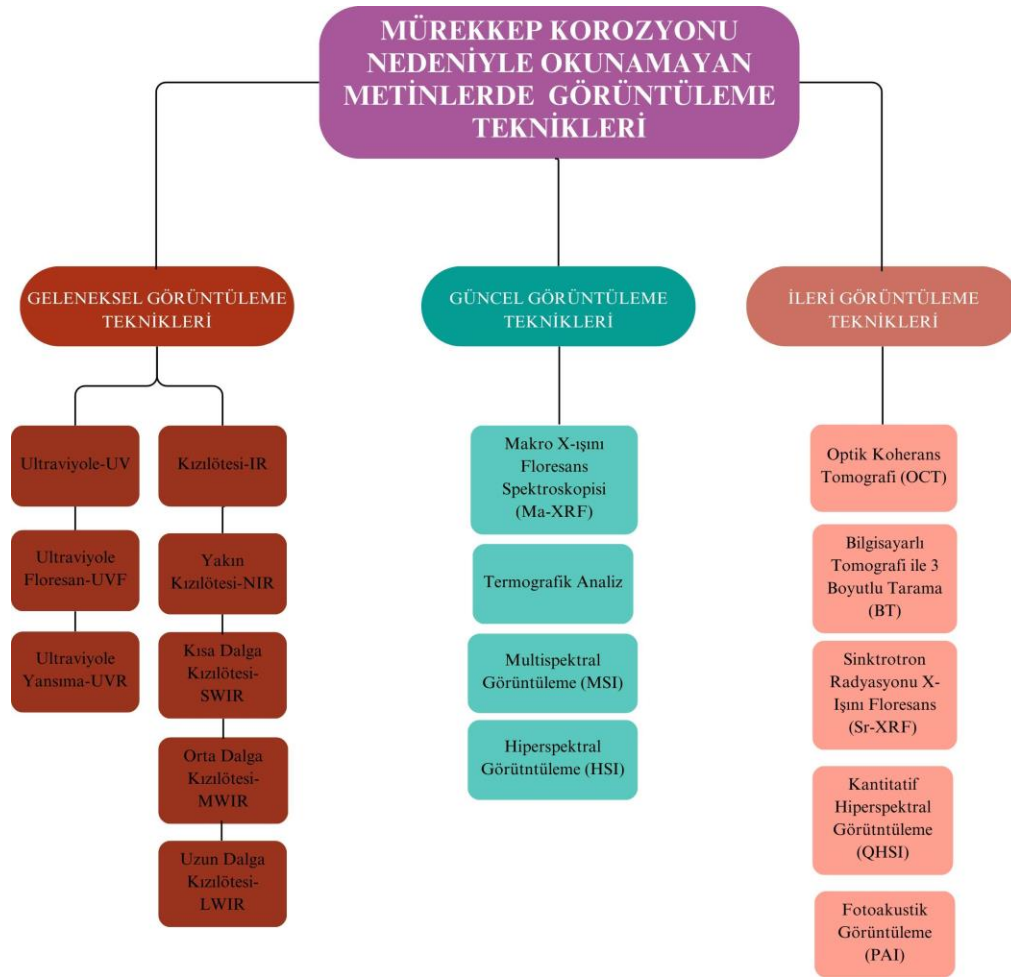 MÜREKKEP KOROZYONU
NEDENİYLE OKUNAMAYAN
METİNLERDE GÖRÜNTÜLEME
TEKNİKLERİ
GELENEKSEL GÖRÜNTÜLEME
TEKNİKLERİ
Ultraviyole-UV
Ultraviyole
Floresan-UVF
Ultraviyole
Yansıma-UVR
Kızılötesi-IR
Yakın
Kızılötesi-NIR
Kısa Dalga
Kızılötesi-
SWIR
Orta Dalga
Kızılötesi-
MWIR
Uzun Dalga
Kızılötesi-
LWIR
GÜNCEL GÖRÜNTÜLEME
TEKNİKLERİ
Makro X-ışını
Floresans
Spektroskopisi
(Ma-XRF)
Termografik Analiz
Multispektral
Görüntüleme (MSI)
Hiperspektral
Görütntüleme (HSI)
İLERİ GÖRÜNTÜLEME
TEKNİKLERİ
Optik Koherans
Tomografi (OCT)
Bilgisayarlı
Tomografi ile 3
Boyutlu Tarama
(BT)
Sinktrotron
Radyasyonu X-
Işını Floresans
(Sr-XRF)
Kantitatif
Hiperspektral
Görütntüleme
(QHSI)
Fotoakustik
Görüntüleme
(PAI)